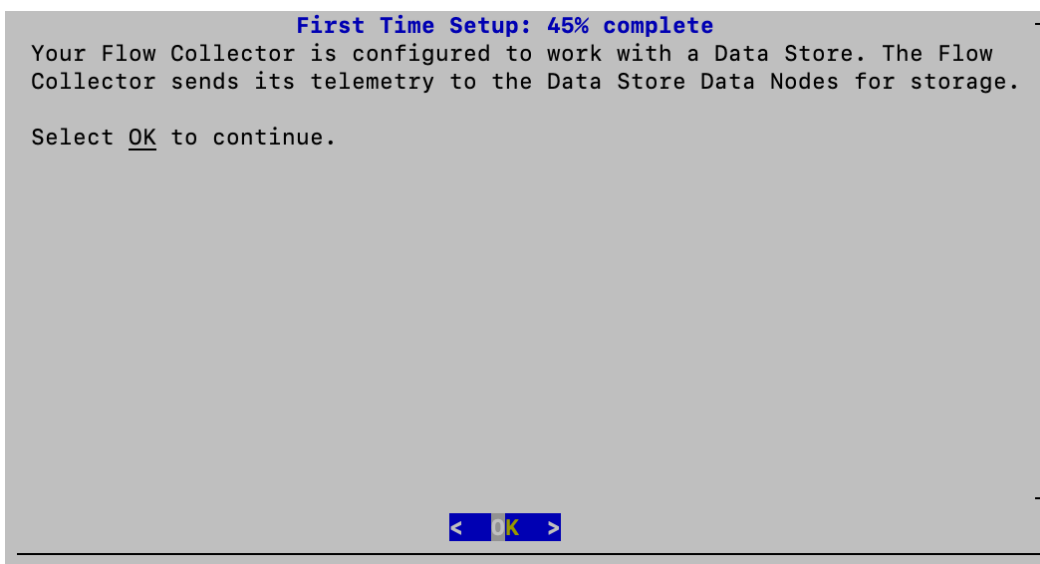 First Time Setup: 45% complete
Your Flow Collector is configured to work with a Data Store. The Flow
Collector sends its telemetry to the Data Store Data Nodes for storage.
Select OK to continue.
< OK >